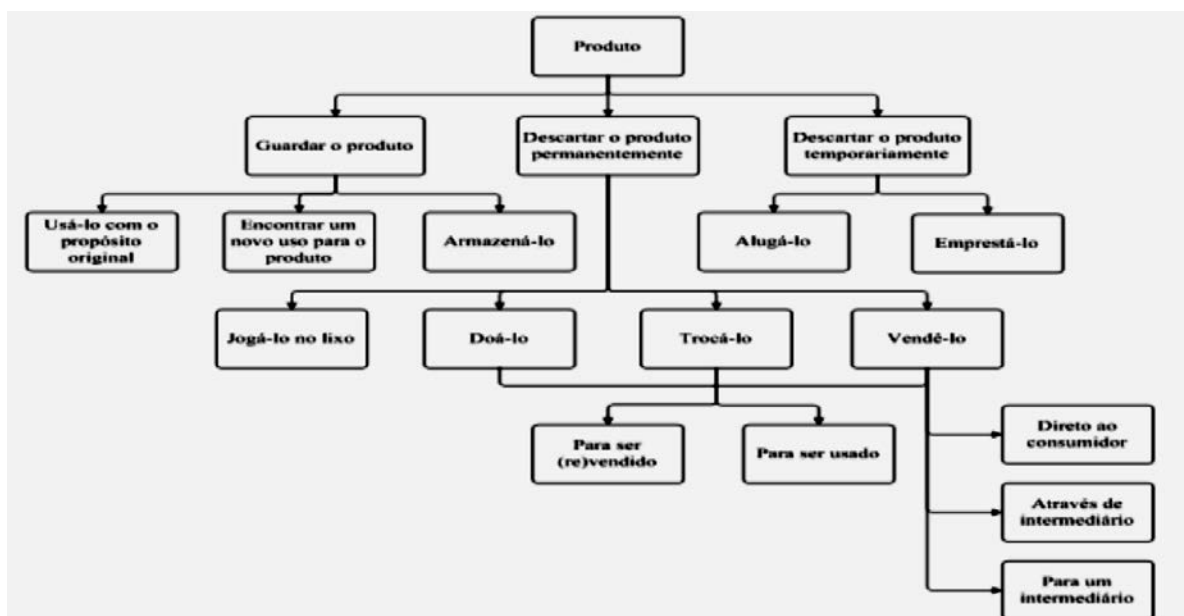 Produto
Guardar o produto
Descartar o produto
permanentemente
Descartar o produto
temporariamente
Usá-lo com o
propósito
original
Encontrar um
novo uso para o
produto
Armazená-lo
Alugá-lo
Emprestá-lo
Jogá-lo no lixo
Doá-lo
Trocá-lo
Vendê-lo
Para ser
(re)vendido
Para ser usado
Direto ao
consumidor
Através de
intermediário
Para um
intermediário